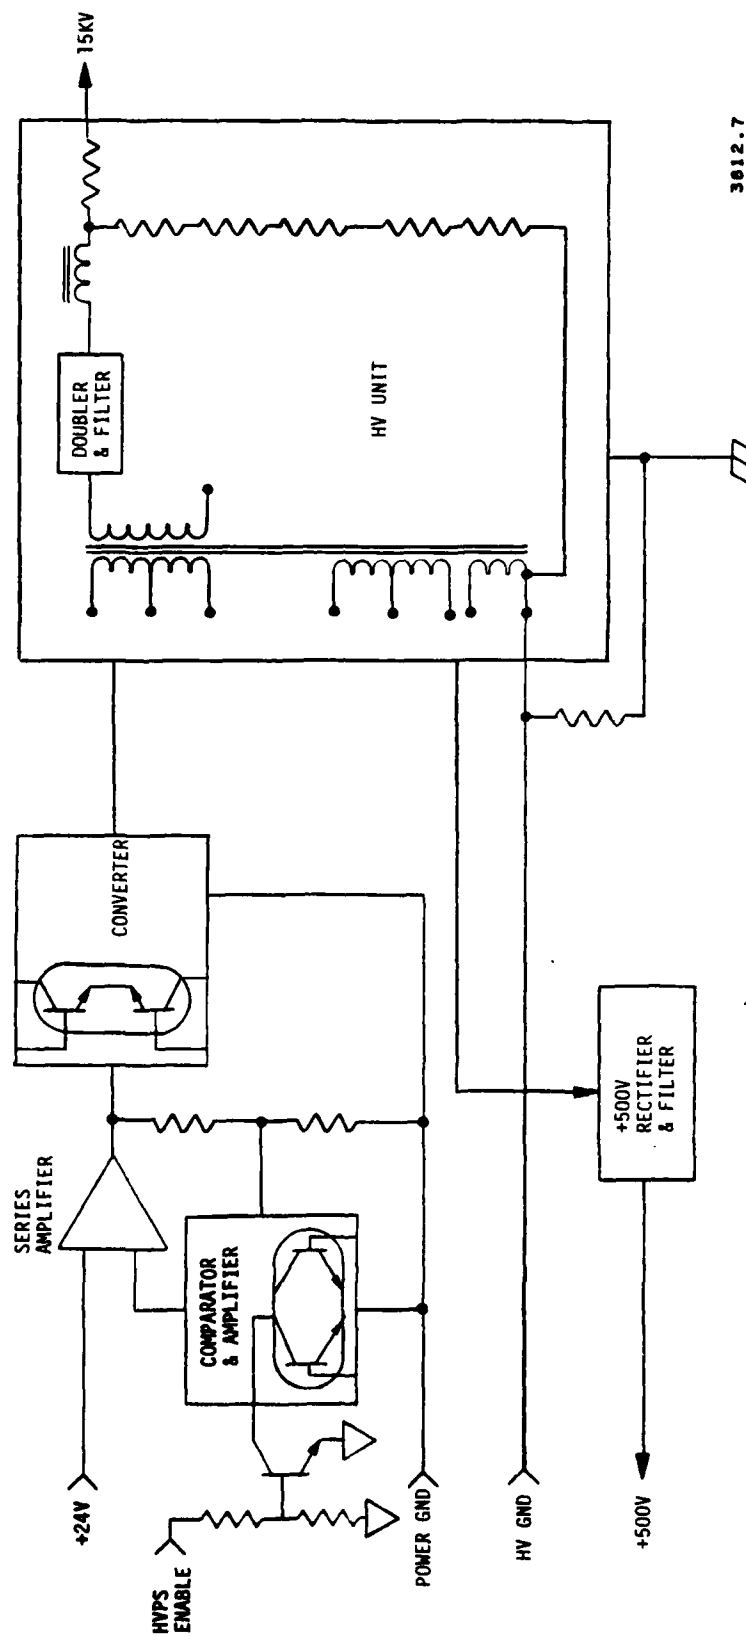 +24V
HVPS
ENABLE
SERIES
AMPLIFIER
COMPARATOR
& AMPLIFIER
POWER GND
HV GND
+500V
CONVERTER
+500V
RECTIFIER
& FILTER
DOUBLER
& FILTER
HV UNIT
15KV
3812.7